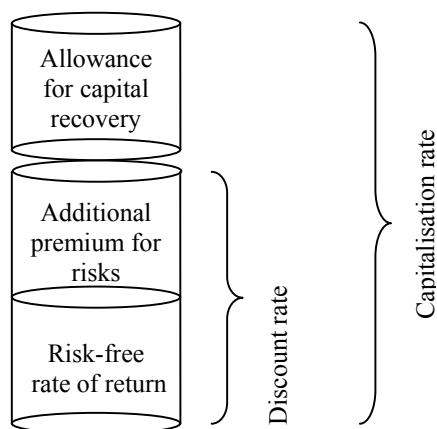 Allowance
for capital
recovery
Additional
premium for
risks
Risk-free
rate of return
Discount rate
Capitalisation rate